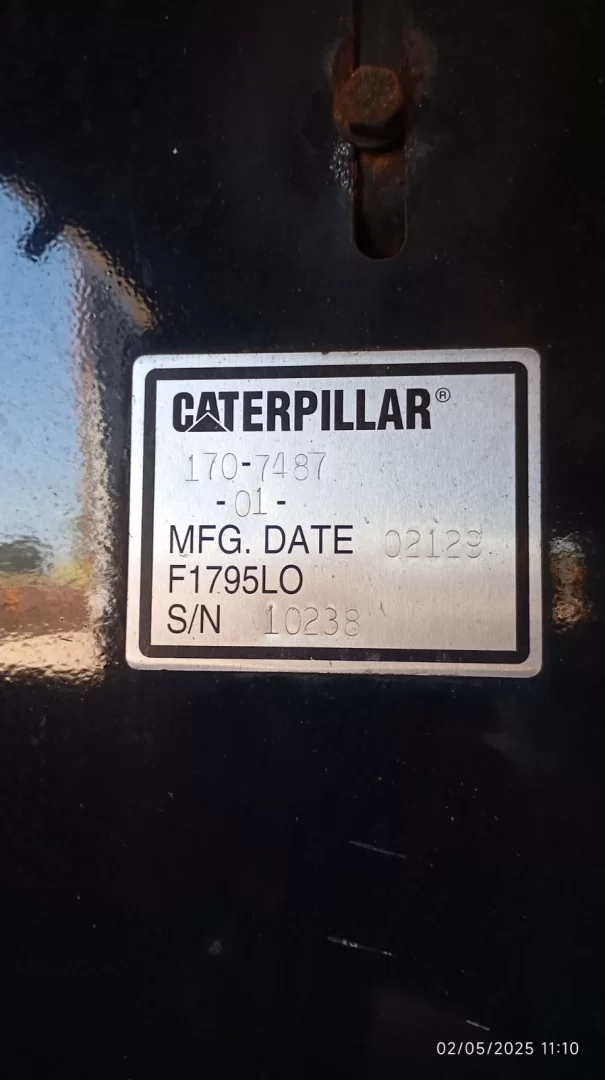 CATERPILLAR®
170-7487
-01-
MFG. DATE 02129
F1795LO
S/N 10238
02/05/2025 11:10